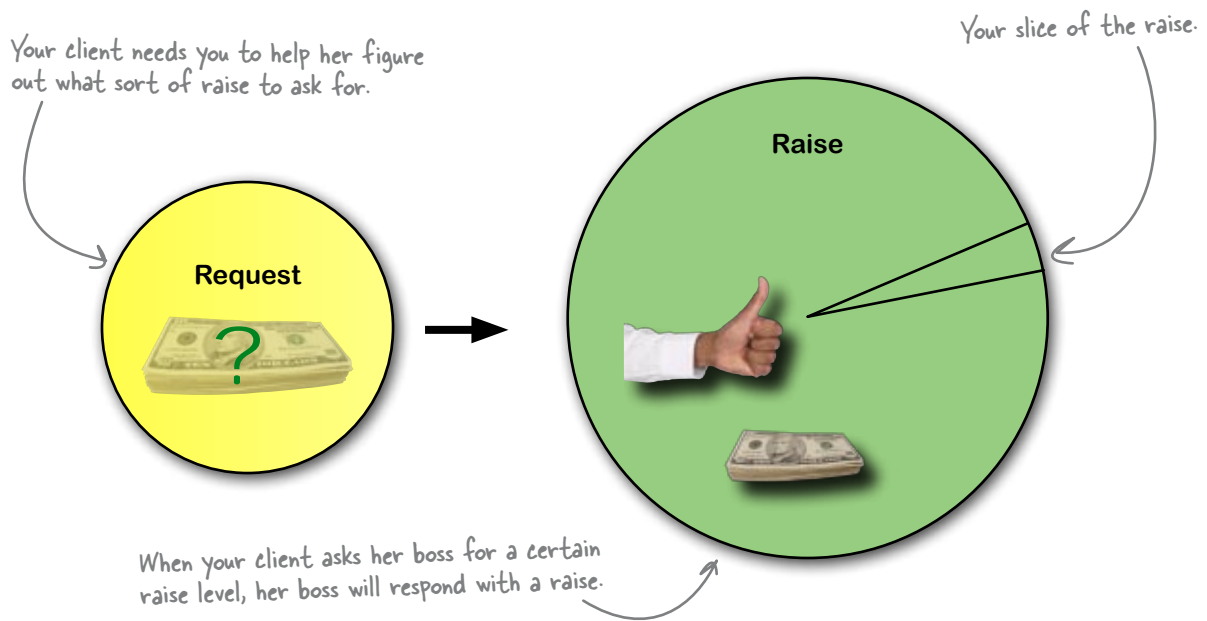 Your client needs you to help her figure
out what sort of raise to ask for.
Your slice of the raise.
Raise
Request
?
When your client asks her boss for a certain
raise level, her boss will respond with a raise.